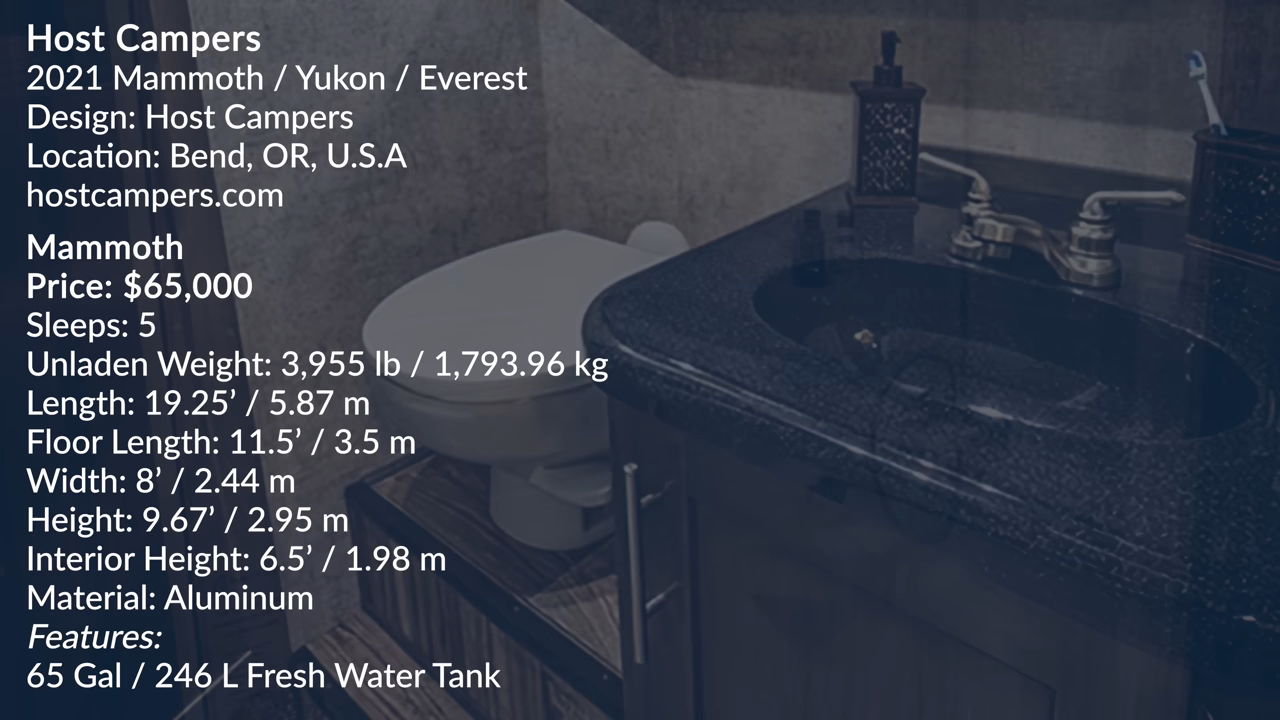 Host Campers
2021 Mammoth / Yukon / Everest
Design: Host Campers
Location: Bend, OR, U.S.A
hostcampers.com
Mammoth
Price: $65,000
Sleeps: 5
Unladen Weight: 3,955 lb / 1,793.96 kg
Length: 19.25’ / 5.87 m
Floor Length: 11.5’ / 3.5 m
Width: 8’ / 2.44 m
Height: 9.67’ / 2.95 m
Interior Height: 6.5’ / 1.98 m
Material: Aluminum
Features:
65 Gal / 246 L Fresh Water Tank